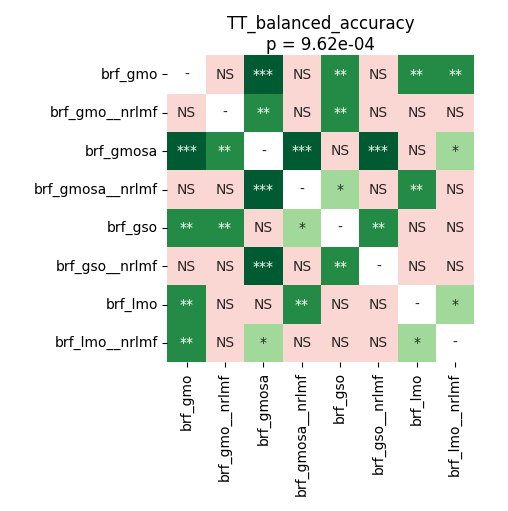 TT_balanced_accuracy
p = 9.62e-04
brf_gmo - NS *** NS ** NS ** **
brf_gmo__nrlmf NS - ** NS ** NS NS NS
brf_gmosa *** ** - *** NS *** NS *
brf_gmosa__nrlmf NS NS *** - * NS ** NS
brf_gso ** ** NS * - ** NS NS
brf_gso__nrlmf NS NS *** NS ** - NS NS
brf_lmo ** NS NS ** NS NS - *
brf_lmo__nrlmf ** NS * NS NS NS * -
brf_gmo
brf_gmo__nrlmf
brf_gmosa
brf_gmosa__nrlmf
brf_gso
brf_gso__nrlmf
brf_lmo
brf_lmo__nrlmf